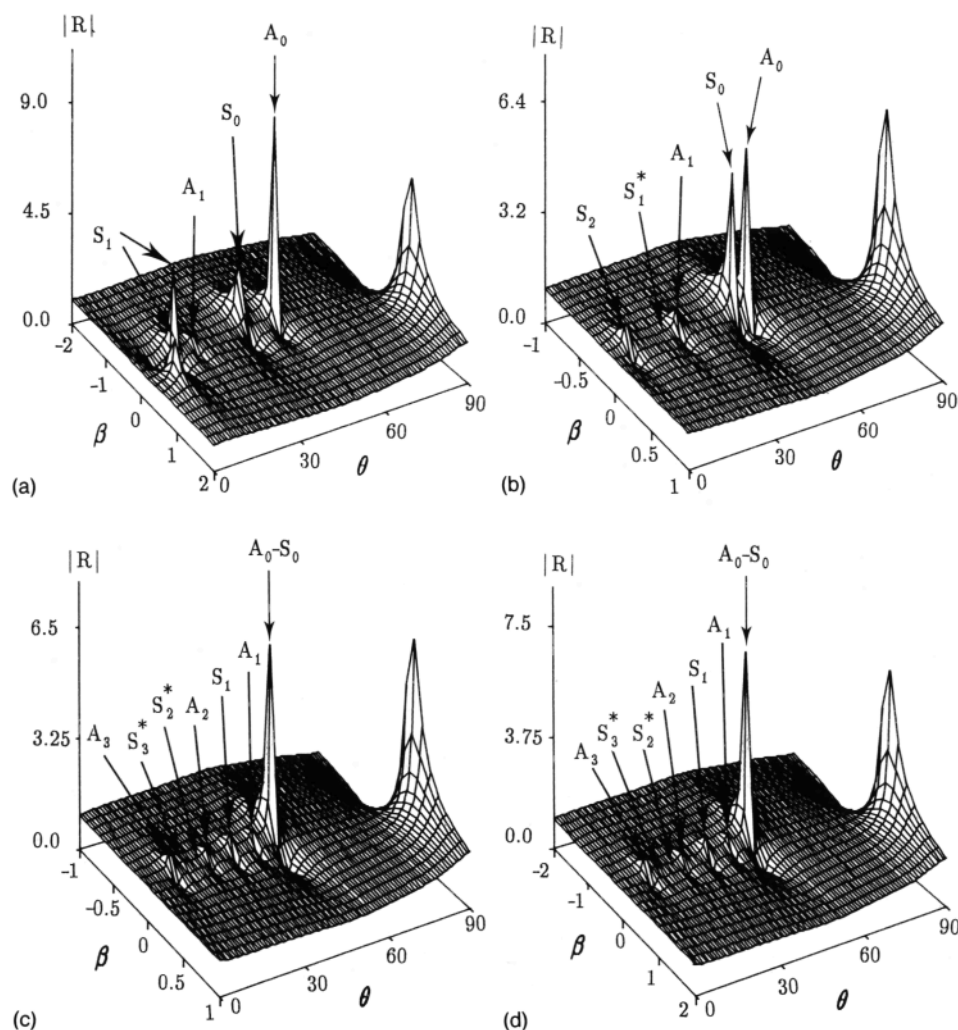 |R|
A₀
9.0
S₀
A₁
4.5
S₁
0.0
-2
-1
0
1
2
β
0
30
60
90
θ
(a)
|R|
A₀
S₀
6.4
A₁
S₁*
S₂
3.2
0.0
-1
-0.5
0
0.5
1
β
0
30
60
90
θ
(b)
|R|
A₀-S₀
6.5
A₁
S₁
A₂
S₂*
S₃*
A₃
3.25
0.0
-1
-0.5
0
0.5
1
β
0
30
60
90
θ
(c)
|R|
A₀-S₀
7.5
A₁
S₁
A₂
S₂*
S₃*
A₃
3.75
0.0
-2
-1
0
1
2
β
0
30
60
90
θ
(d)